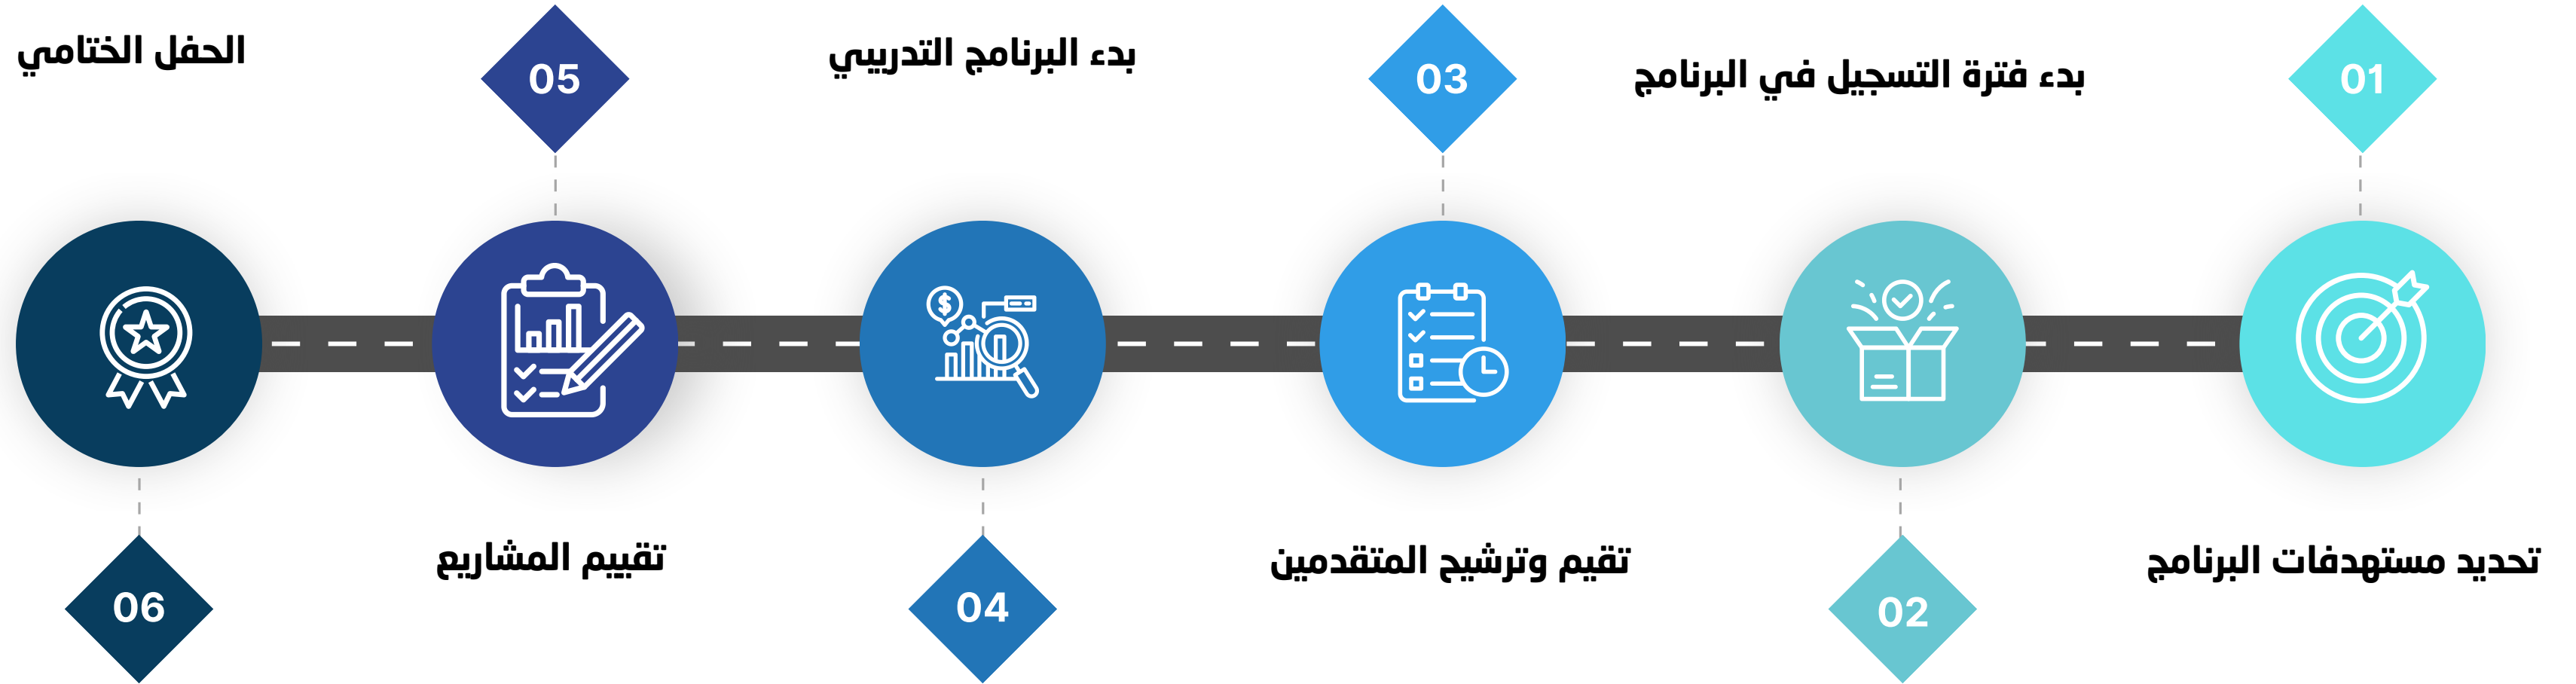 01
تحديد مستهدفات البرنامج
02
بدء فترة التسجيل في البرنامج
03
تقيم وترشيح المتقدمين
04
بدء البرنامج التدريبي
05
تقييم المشاريع
06
الحفل الختامي
$